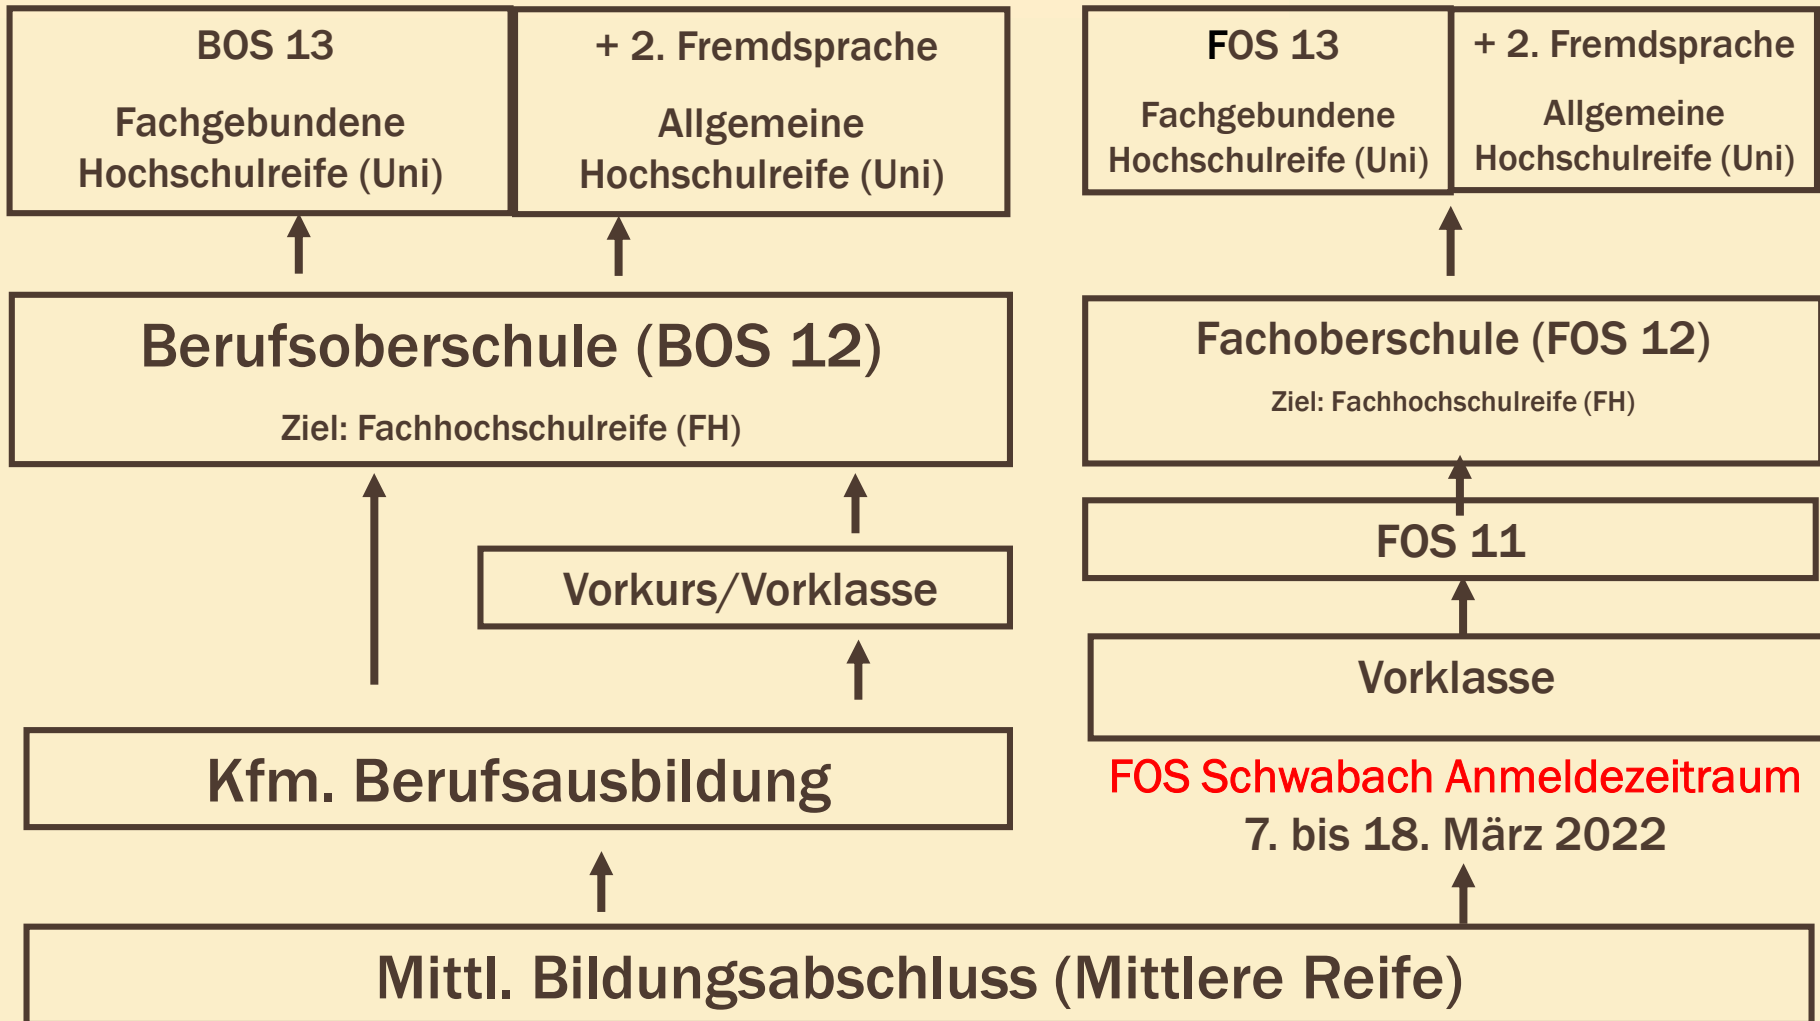 BOS 13
Fachgebundene
Hochschulreife (Uni)
+ 2. Fremdsprache
Allgemeine
Hochschulreife (Uni)
FOS 13
Fachgebundene
Hochschulreife (Uni)
+ 2. Fremdsprache
Allgemeine
Hochschulreife (Uni)
Berufsoberschule (BOS 12)
Ziel: Fachhochschulreife (FH)
Fachoberschule (FOS 12)
Ziel: Fachhochschulreife (FH)
FOS 11
Vorkurs/Vorklasse
Vorklasse
Kfm. Berufsausbildung
FOS Schwabach Anmeldezeitraum
7. bis 18. März 2022
Mittl. Bildungsabschluss (Mittlere Reife)